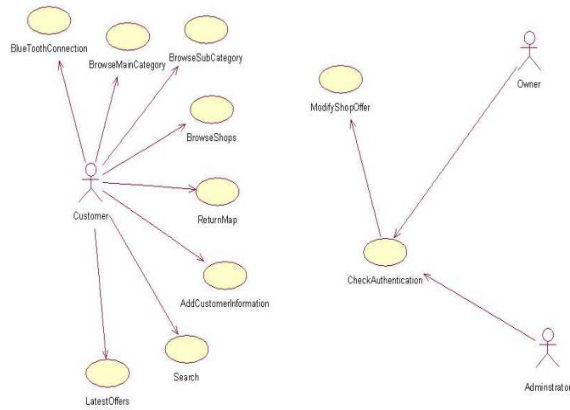 BlueToothConnection
BrowseMainCategory
BrowseSubCategory
BrowseShops
Customer
ReturnMap
AddCustomerInformation
Search
LatestOffers
Owner
ModifyShopOffer
CheckAuthentication
Adminstrator